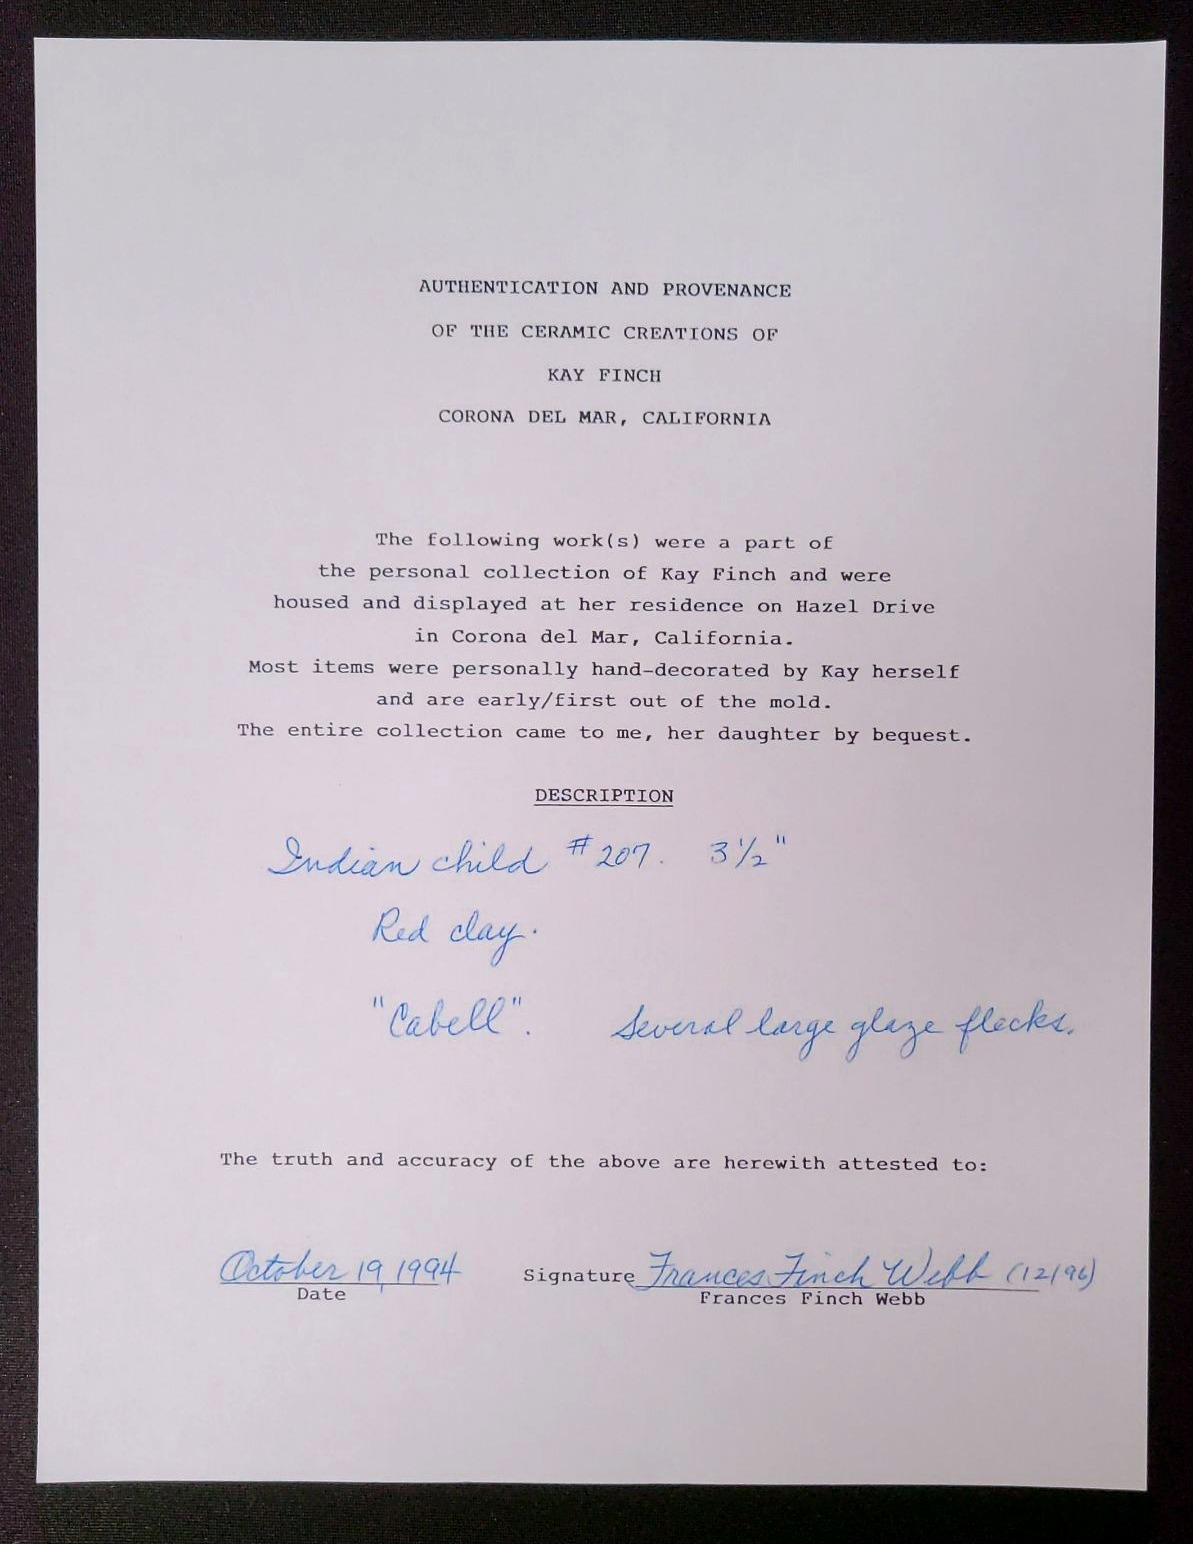 AUTHENTICATION AND PROVENANCE
OF THE CERAMIC CREATIONS OF
KAY FINCH
CORONA DEL MAR, CALIFORNIA
The following work(s) were a part of
the personal collection of Kay Finch and were
housed and displayed at her residence on Hazel Drive
in Corona del Mar, California.
Most items were personally hand-decorated by Kay herself
and are early/first out of the mold.
The entire collection came to me, her daughter by bequest.
DESCRIPTION
Indian child #207. 3 1/2"
Red clay.
"Cabell". Several large glaze flecks.
The truth and accuracy of the above are herewith attested to:
October 19, 1994 Signature Frances Finch Webb (12/96)
Date Frances Finch Webb